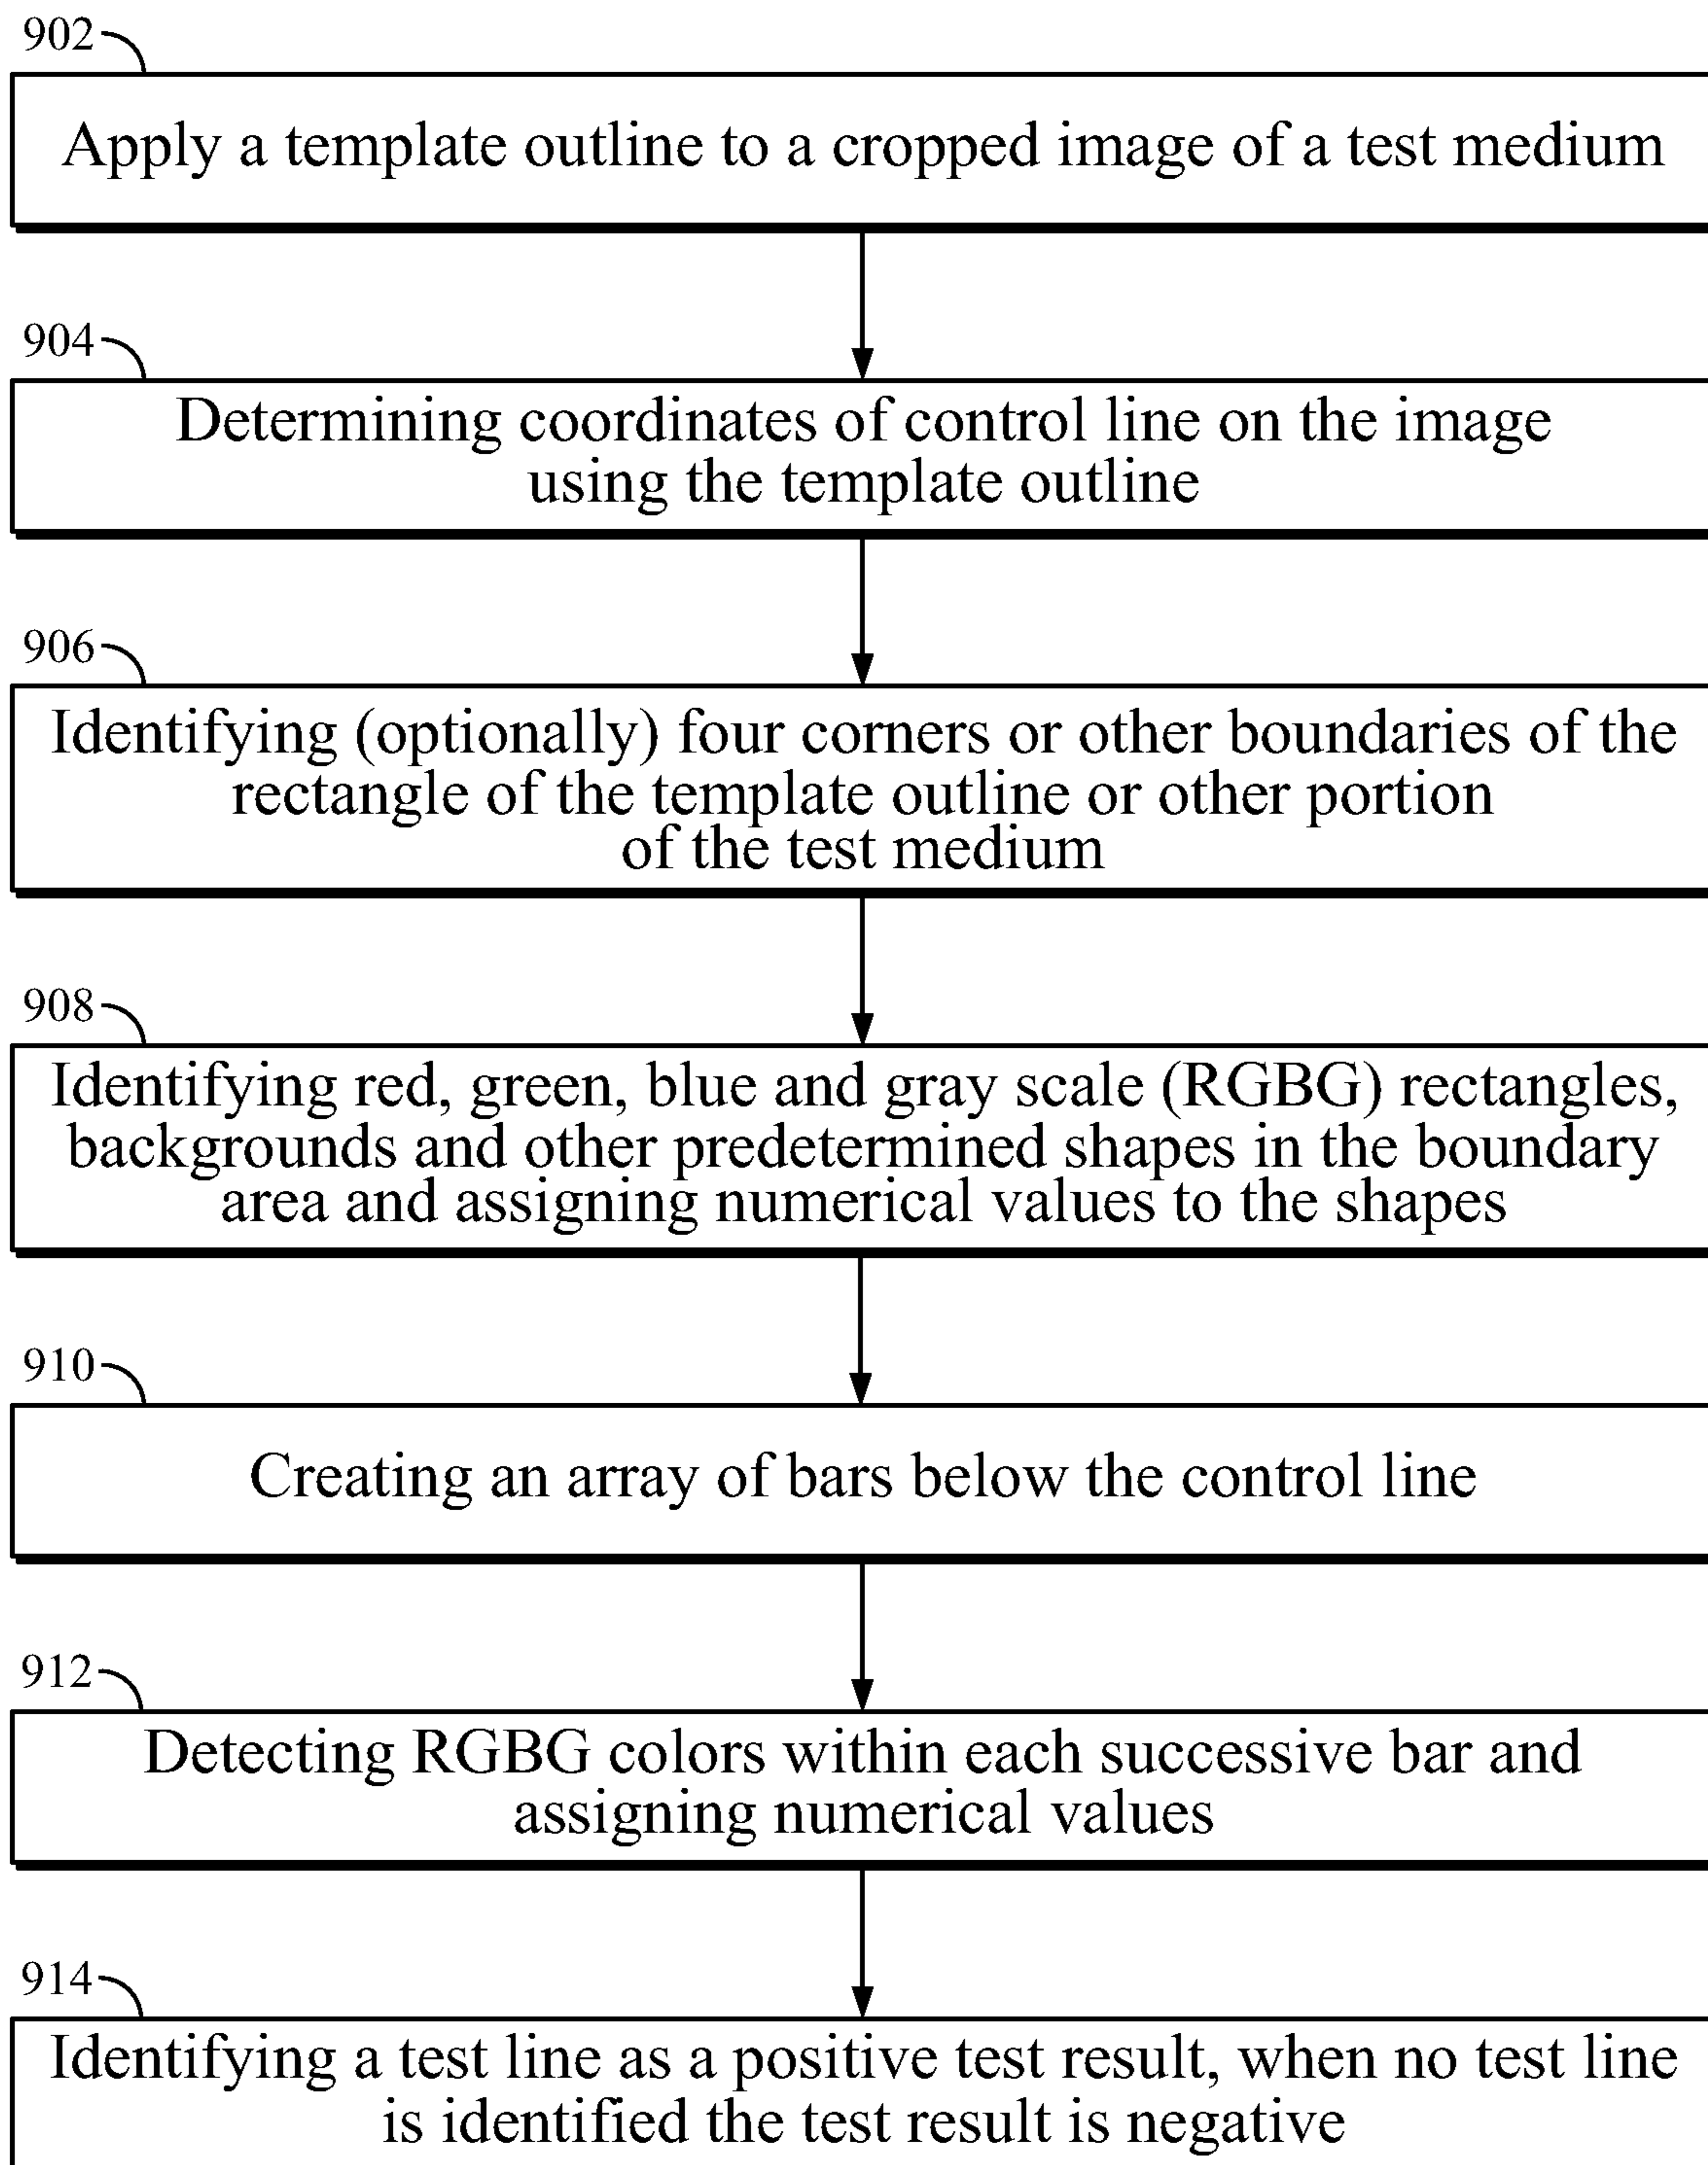 902
Apply a template outline to a cropped image of a test medium
904
Determining coordinates of control line on the image
using the template outline
906
Identifying (optionally) four corners or other boundaries of the
rectangle of the template outline or other portion
of the test medium
908
Identifying red, green, blue and gray scale (RGBG) rectangles,
backgrounds and other predetermined shapes in the boundary
area and assigning numerical values to the shapes
910
Creating an array of bars below the control line
912
Detecting RGBG colors within each successive bar and
assigning numerical values
914
Identifying a test line as a positive test result, when no test line
is identified the test result is negative